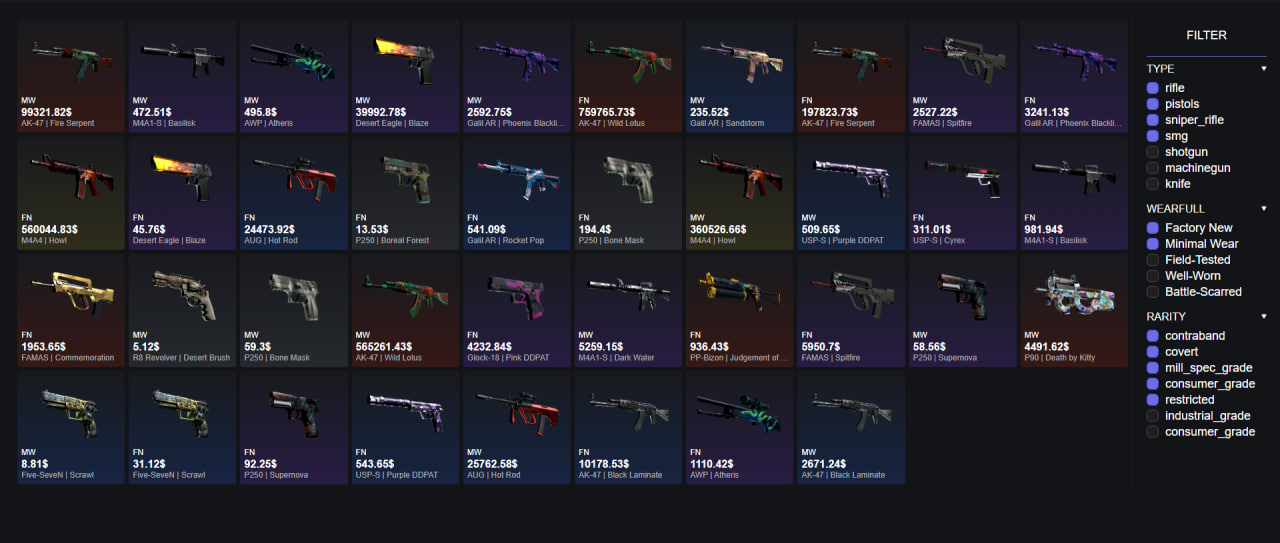 MW
99321.82$
AK-47 | Fire Serpent
MW
472.51$
M4A1-S | Basilisk
MW
495.8$
AWP | Atheris
MW
39992.78$
Desert Eagle | Blaze
MW
2592.75$
Galil AR | Phoenix Blackli...
FN
759765.73$
AK-47 | Wild Lotus
MW
235.52$
Galil AR | Sandstorm
FN
197823.73$
AK-47 | Fire Serpent
MW
2527.22$
FAMAS | Spitfire
FN
3241.13$
Galil AR | Phoenix Blackli...
FN
560044.83$
M4A4 | Howl
FN
45.76$
Desert Eagle | Blaze
FN
24473.92$
AUG | Hot Rod
FN
13.53$
P250 | Boreal Forest
FN
541.09$
Galil AR | Rocket Pop
FN
194.4$
P250 | Bone Mask
MW
360526.66$
M4A4 | Howl
MW
509.65$
USP-S | Purple DDPAT
FN
311.01$
USP-S | Cyrex
FN
981.94$
M4A1-S | Basilisk
FN
1953.65$
FAMAS | Commemoration
MW
5.12$
R8 Revolver | Desert Brush
MW
59.3$
P250 | Bone Mask
MW
565261.43$
AK-47 | Wild Lotus
FN
4232.84$
Glock-18 | Pink DDPAT
MW
5259.15$
M4A1-S | Dark Water
FN
936.43$
PP-Bizon | Judgement of ...
FN
5950.7$
FAMAS | Spitfire
MW
58.56$
P250 | Supernova
MW
4491.62$
P90 | Death by Kitty
MW
8.81$
Five-SeveN | Scrawl
FN
31.12$
Five-SeveN | Scrawl
FN
92.25$
P250 | Supernova
FN
543.65$
USP-S | Purple DDPAT
MW
25762.58$
AUG | Hot Rod
FN
10178.53$
AK-47 | Black Laminate
FN
1110.42$
AWP | Atheris
MW
2671.24$
AK-47 | Black Laminate
FILTER
TYPE
rifle
pistols
sniper_rifle
smg
shotgun
machinegun
knife
WEARFULL
Factory New
Minimal Wear
Field-Tested
Well-Worn
Battle-Scarred
RARITY
contraband
covert
mill_spec_grade
consumer_grade
restricted
industrial_grade
consumer_grade